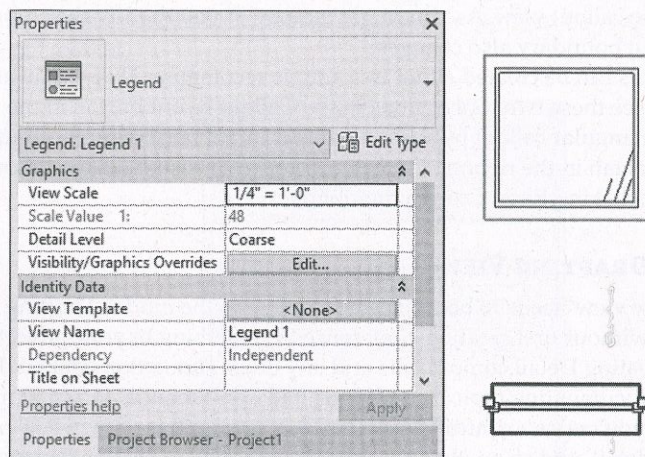 Properties
Legend
Legend: Legend 1
Edit Type
Graphics
View Scale 1/4" = 1'-0"
Scale Value 1: 48
Detail Level Coarse
Visibility/Graphics Overrides Edit...
Identity Data
View Template <None>
View Name Legend 1
Dependency Independent
Title on Sheet
Properties help Apply
Properties Project Browser - Project1